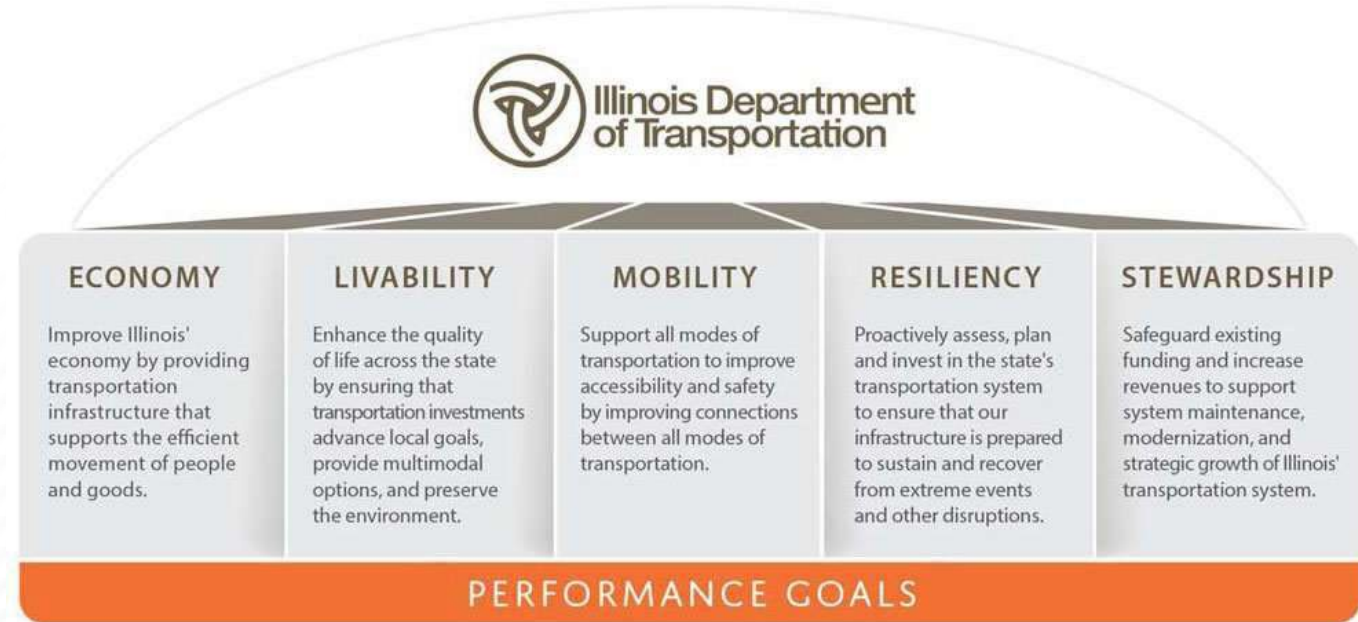 Illinois Department
of Transportation
ECONOMY
Improve Illinois'
economy by providing
transportation
infrastructure that
supports the efficient
movement of people
and goods.
LIVABILITY
Enhance the quality
of life across the state
by ensuring that
transportation investments
advance local goals,
provide multimodal
options, and preserve
the environment.
MOBILITY
Support all modes of
transportation to improve
accessibility and safety
by improving connections
between all modes of
transportation.
RESILIENCY
Proactively assess, plan
and invest in the state's
transportation system
to ensure that our
infrastructure is prepared
to sustain and recover
from extreme events
and other disruptions.
STEWARDSHIP
Safeguard existing
funding and increase
revenues to support
system maintenance,
modernization, and
strategic growth of Illinois'
transportation system.
PERFORMANCE GOALS